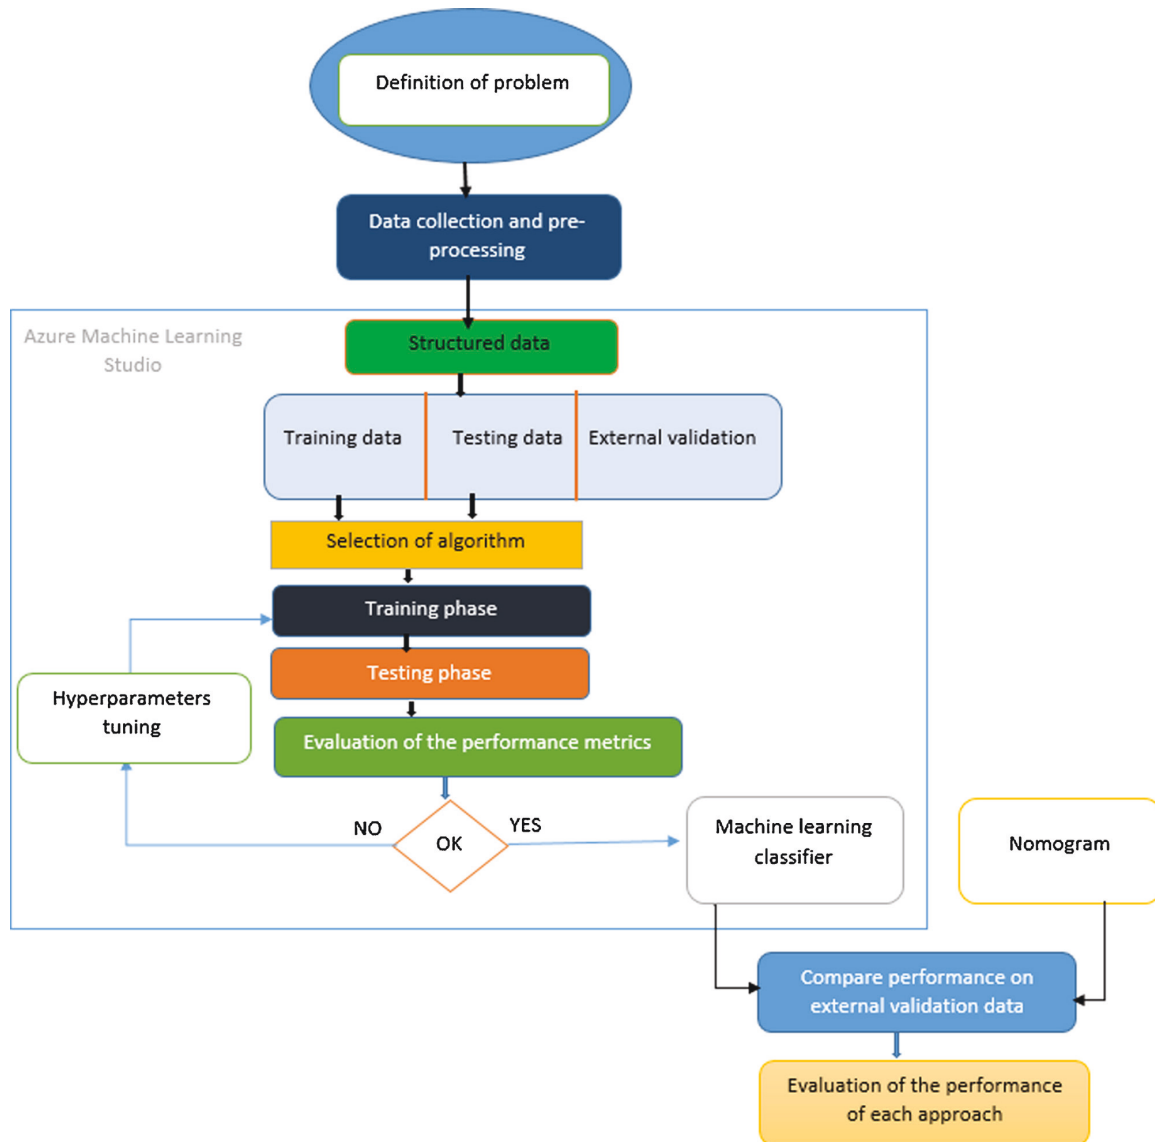 Definition of problem
Data collection and pre-
processing
Azure Machine Learning
Studio
Structured data
Training data
Testing data
External validation
Selection of algorithm
Training phase
Testing phase
Hyperparameters
tuning
Evaluation of the performance metrics
NO
OK
YES
Machine learning
classifier
Nomogram
Compare performance on
external validation data
Evaluation of the performance
of each approach